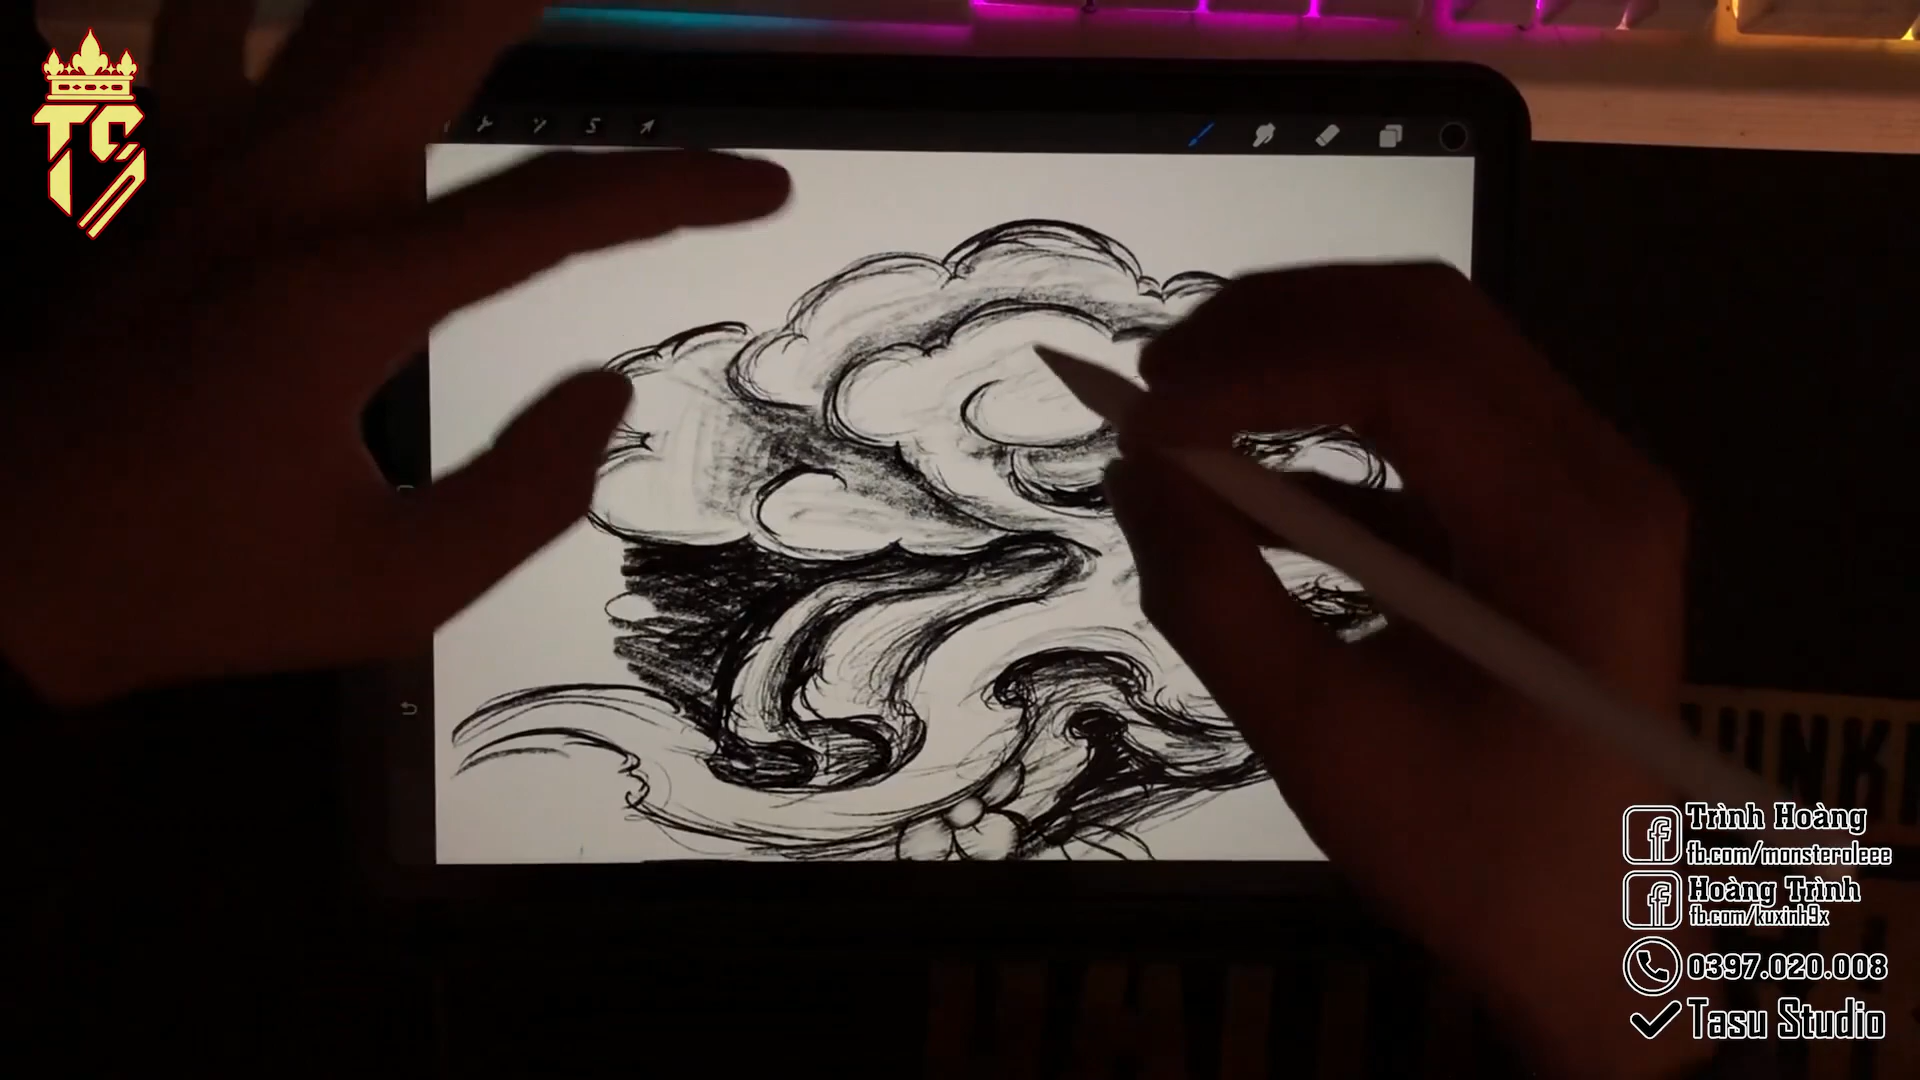 TS
Trình Hoàng
fb.com/monsteroleee
Hoàng Trình
fb.com/kuxinh9x
0397.020.008
Tasu Studio